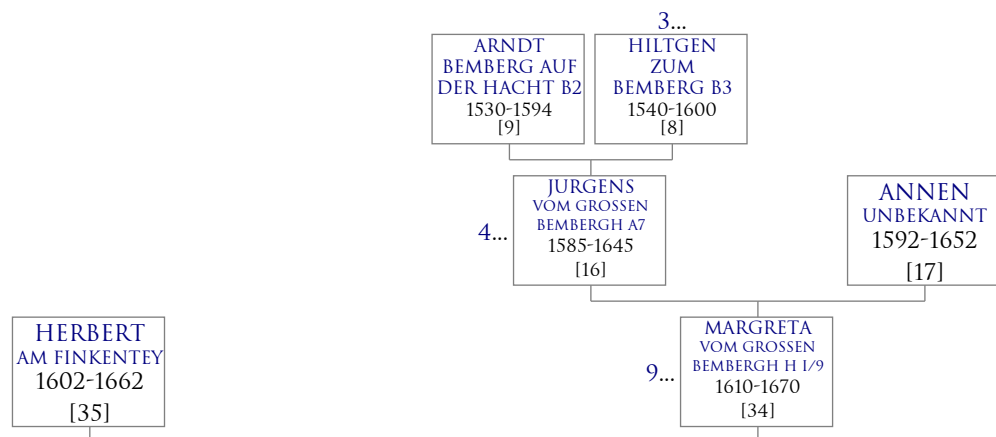 3...
ARNDT
BEMBERG AUF
DER HACHT B2
1530-1594
[9]
HILTGEN
ZUM
BEMBERG B3
1540-1600
[8]
4...
JURGENS
VOM GROSSEN
BEMBERGH A7
1585-1645
[16]
ANNEN
UNBEKANNT
1592-1652
[17]
HERBERT
AM FINKENTEY
1602-1662
[35]
9...
MARGRETA
VOM GROSSEN
BEMBERGH H I/9
1610-1670
[34]